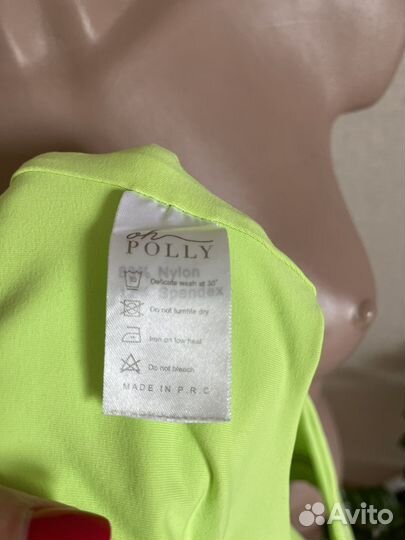 oh
POLLY
Nylon
Delicate wash at 30°
Spandex
Do not tumble dry
Iron on low heat
Do not bleach
MADE IN P.R.C
Avito